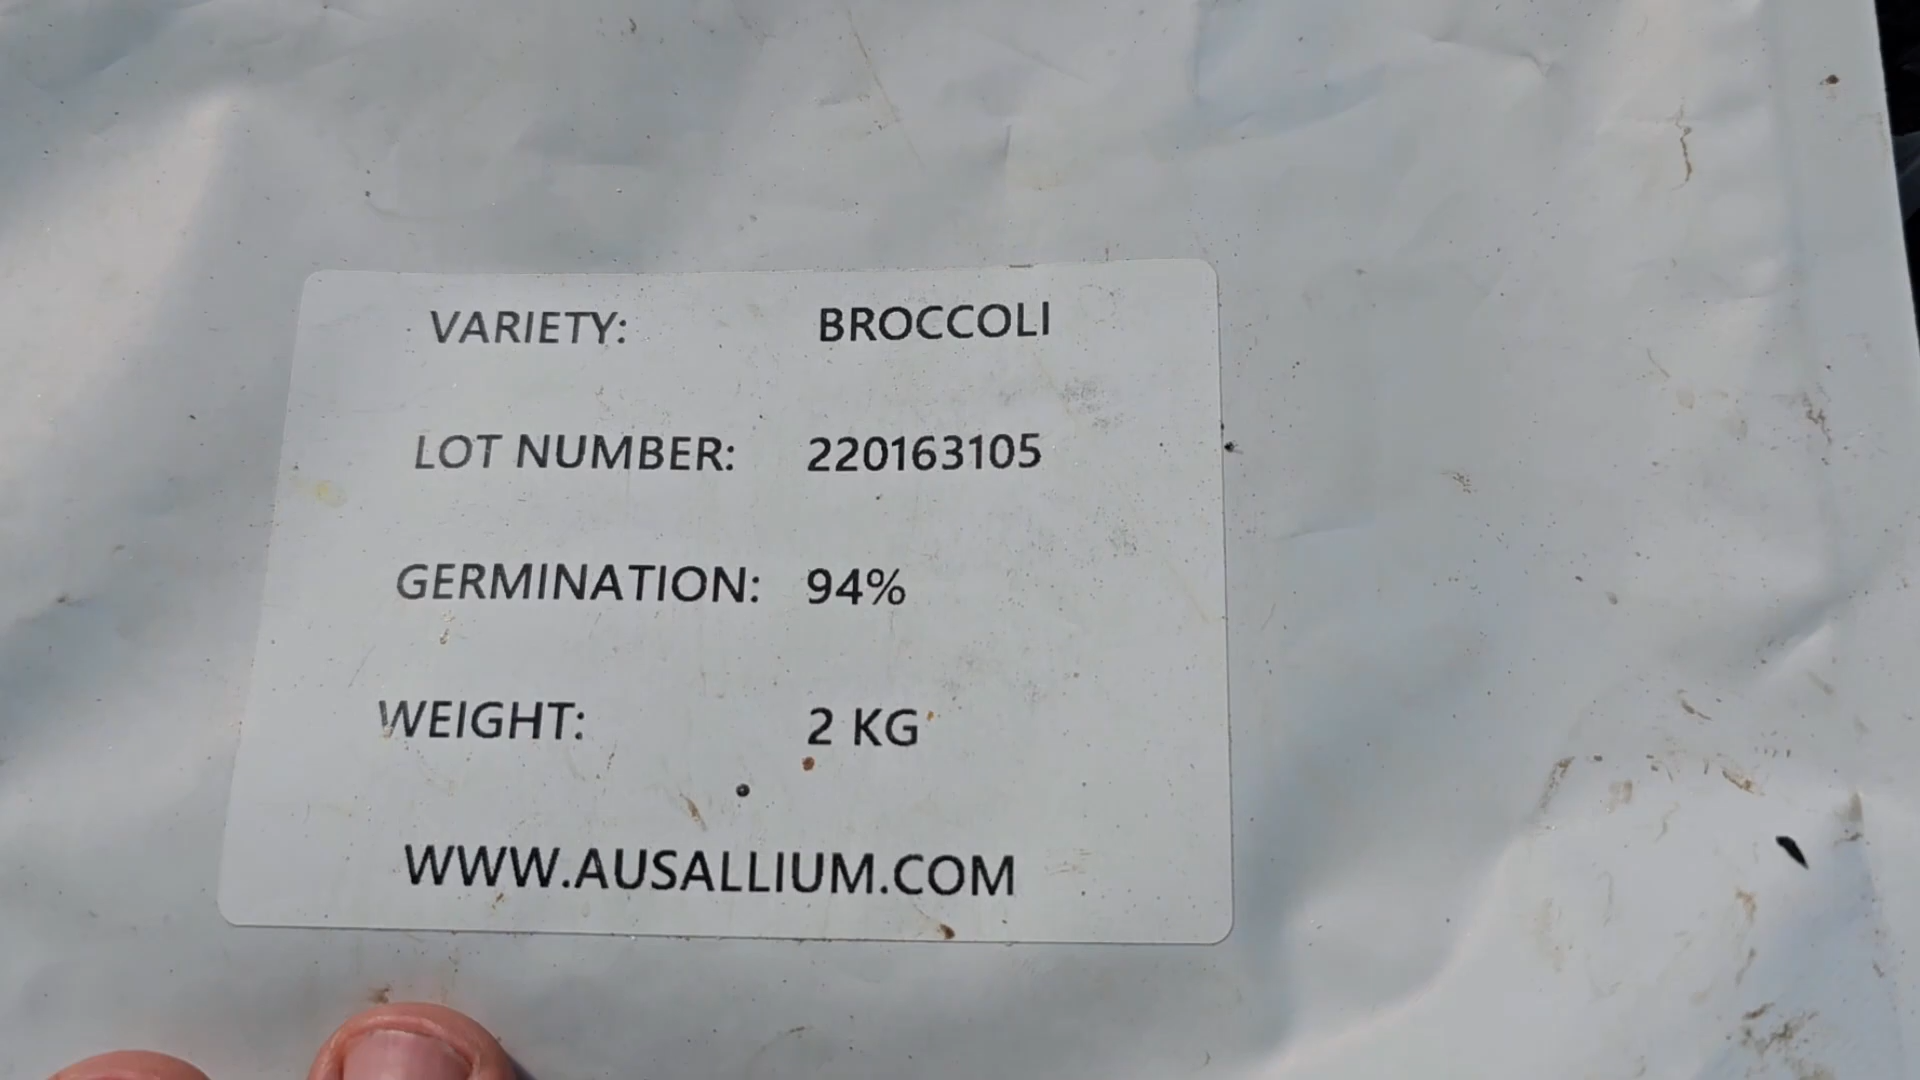 VARIETY: BROCCOLI
LOT NUMBER: 220163105
GERMINATION: 94%
WEIGHT: 2 KG
WWW.AUSALLIUM.COM